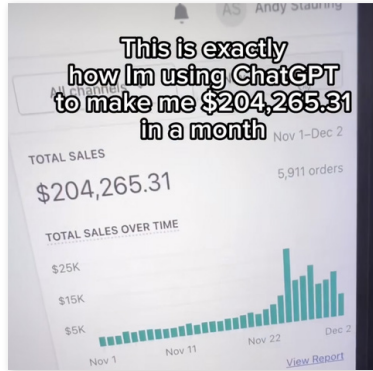 AS Andy Stauring
This is exactly
how Im using ChatGPT
to make me $204,265.31
in a month
All channels
Nov 1–Dec 2
TOTAL SALES
$204,265.31
5,911 orders
TOTAL SALES OVER TIME
$25K
$15K
$5K
Nov 1
Nov 11
Nov 22
Dec 2
View Report